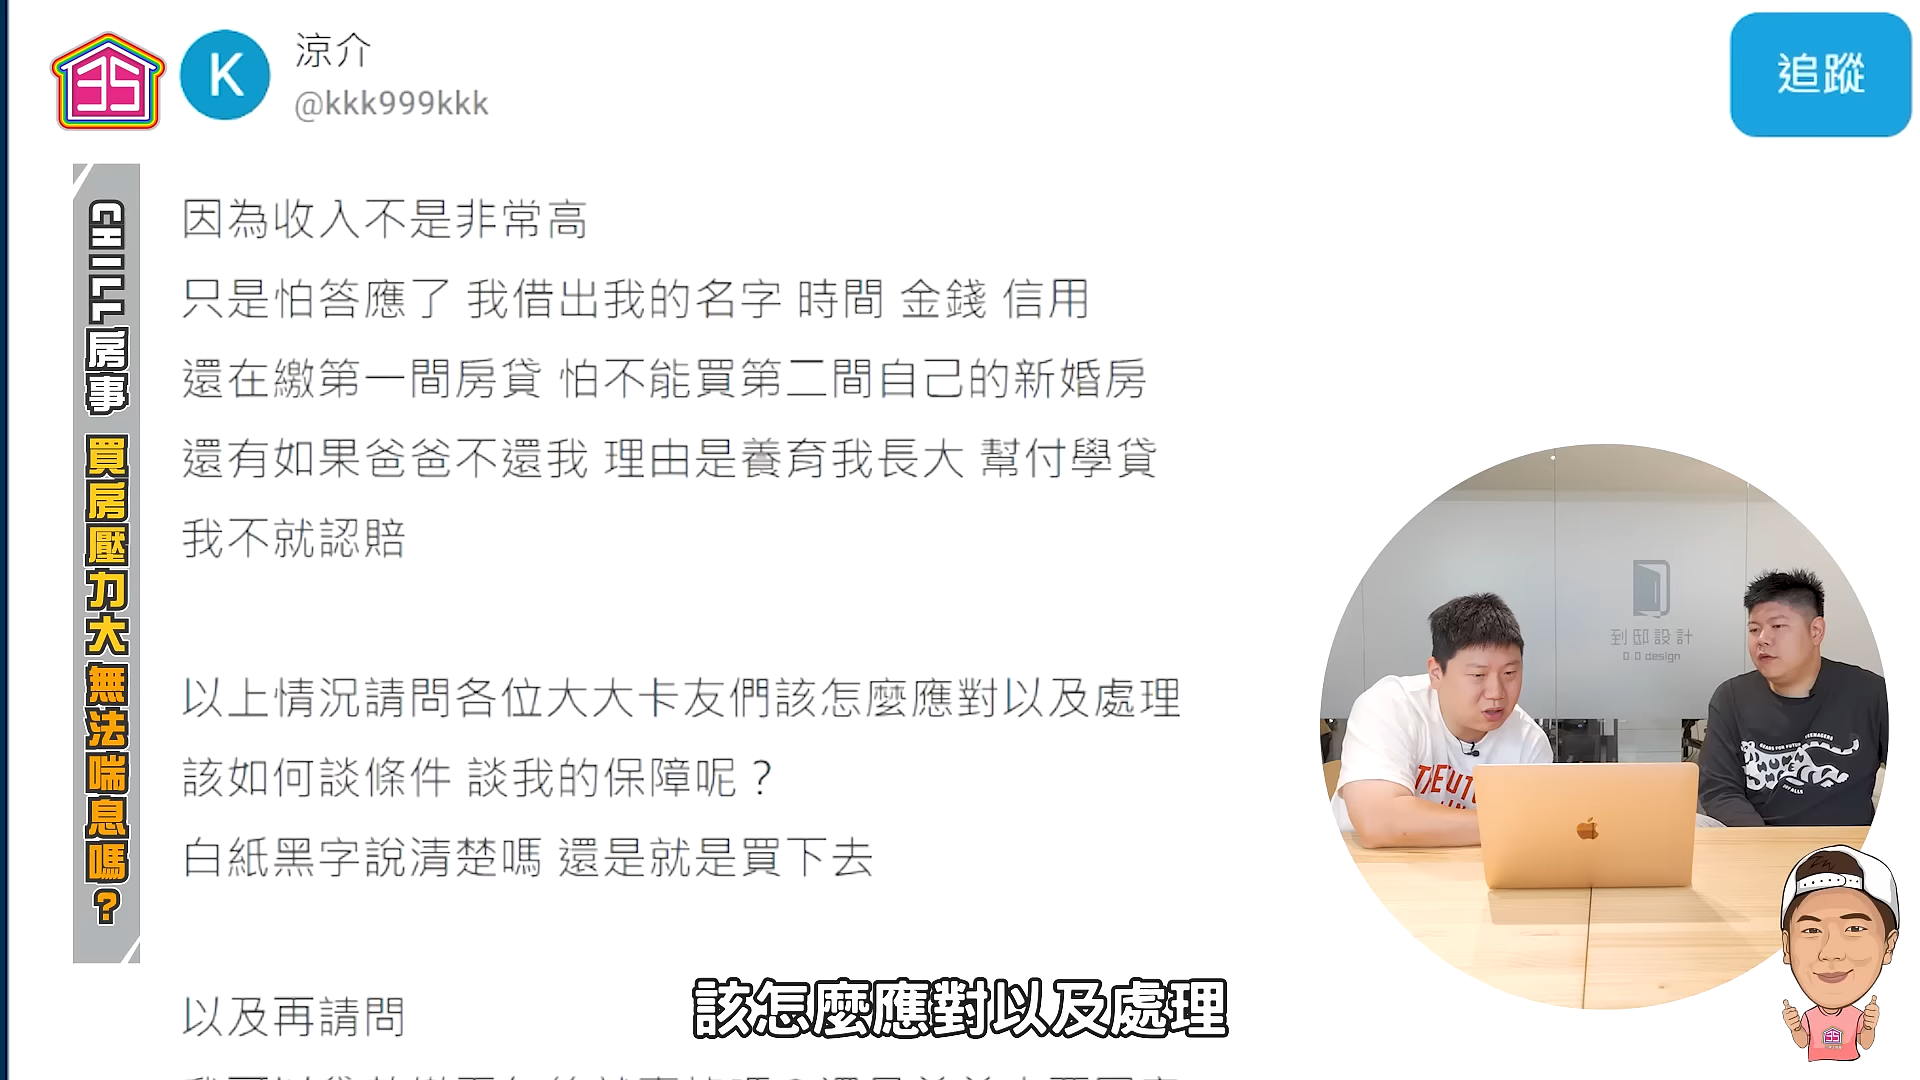 涼介
@kkk999kkk
追蹤
K
35
CHILL房事 買房壓力大無法喘息嗎？
因為收入不是非常高
只是怕答應了 我借出我的名字 時間 金錢 信用
還在繳第一間房貸 怕不能買第二間自己的新婚房
還有如果爸爸不還我 理由是養育我長大 幫付學貸
我不就認賠
以上情況請問各位大大卡友們該怎麼應對以及處理
該如何談條件 談我的保障呢？
白紙黑字說清楚嗎 還是就是買下去
以及再請問
到邸設計
D.D design
該怎麼應對以及處理